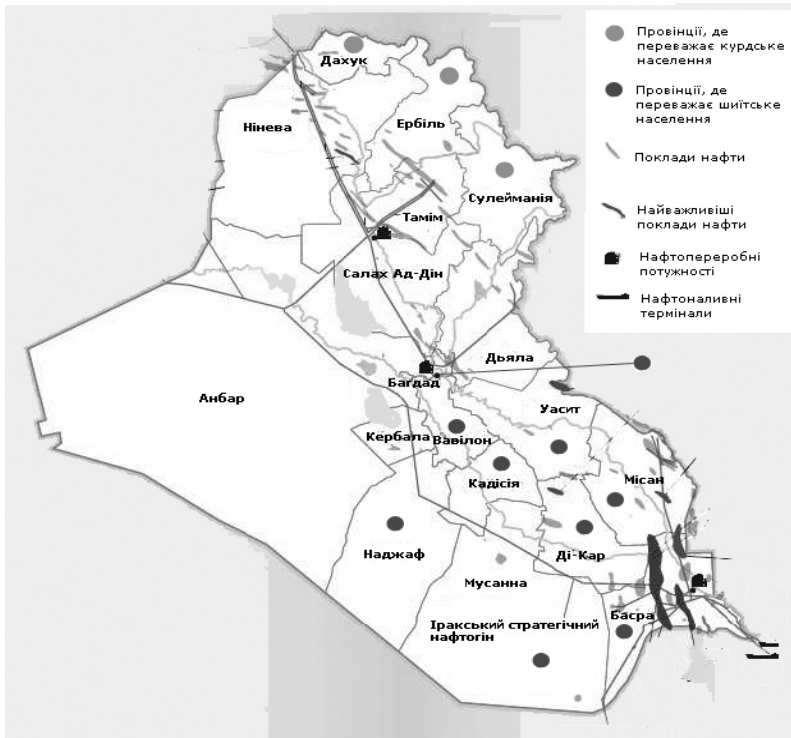 Провінції, де
переважає курдське
населення
Провінції, де
переважає шиїтське
населення
Поклади нафти
Найважливіші
поклади нафти
Нафтопереробні
потужності
Нафтоналивні
термінали
Дахук
Нінева
Ербіль
Сулейманія
Тамім
Салах Ад-Дін
Дьяла
Багдад
Анбар
Уасит
Кербала
Вавілон
Кадісія
Місан
Наджаф
Ді-Кар
Мусанна
Басра
Іракський стратегічний
нафтогін